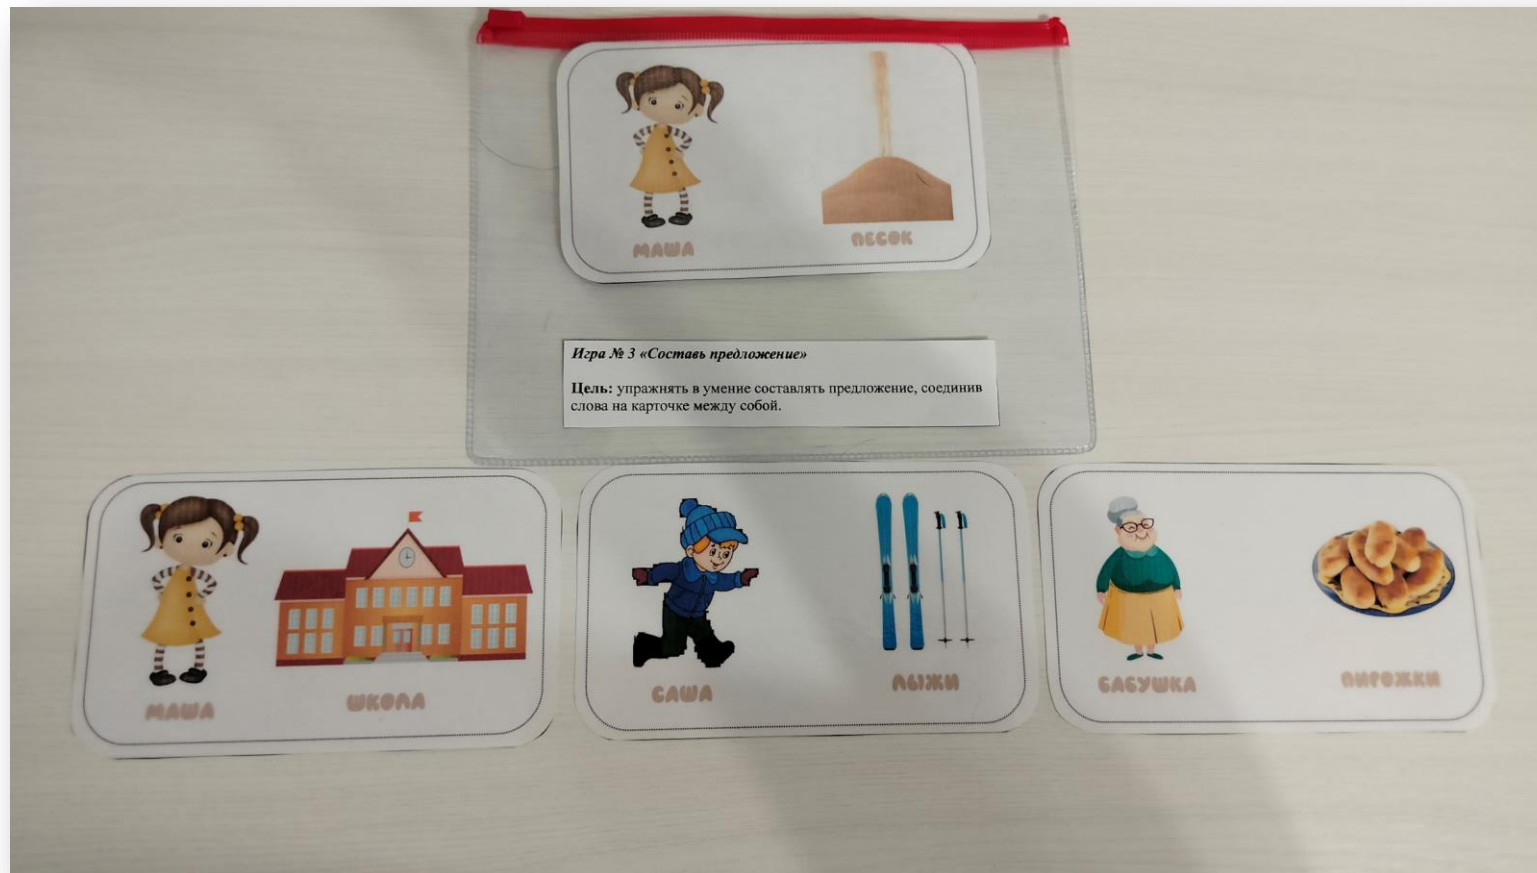 МАША ПЕСОК
Игра № 3 «Составь предложение»
Цель: упражнять в умение составлять предложение, соединив
слова на карточке между собой.
МАША ШКОЛА
САША ЛЫЖИ
БАБУШКА ПИРОЖКИ